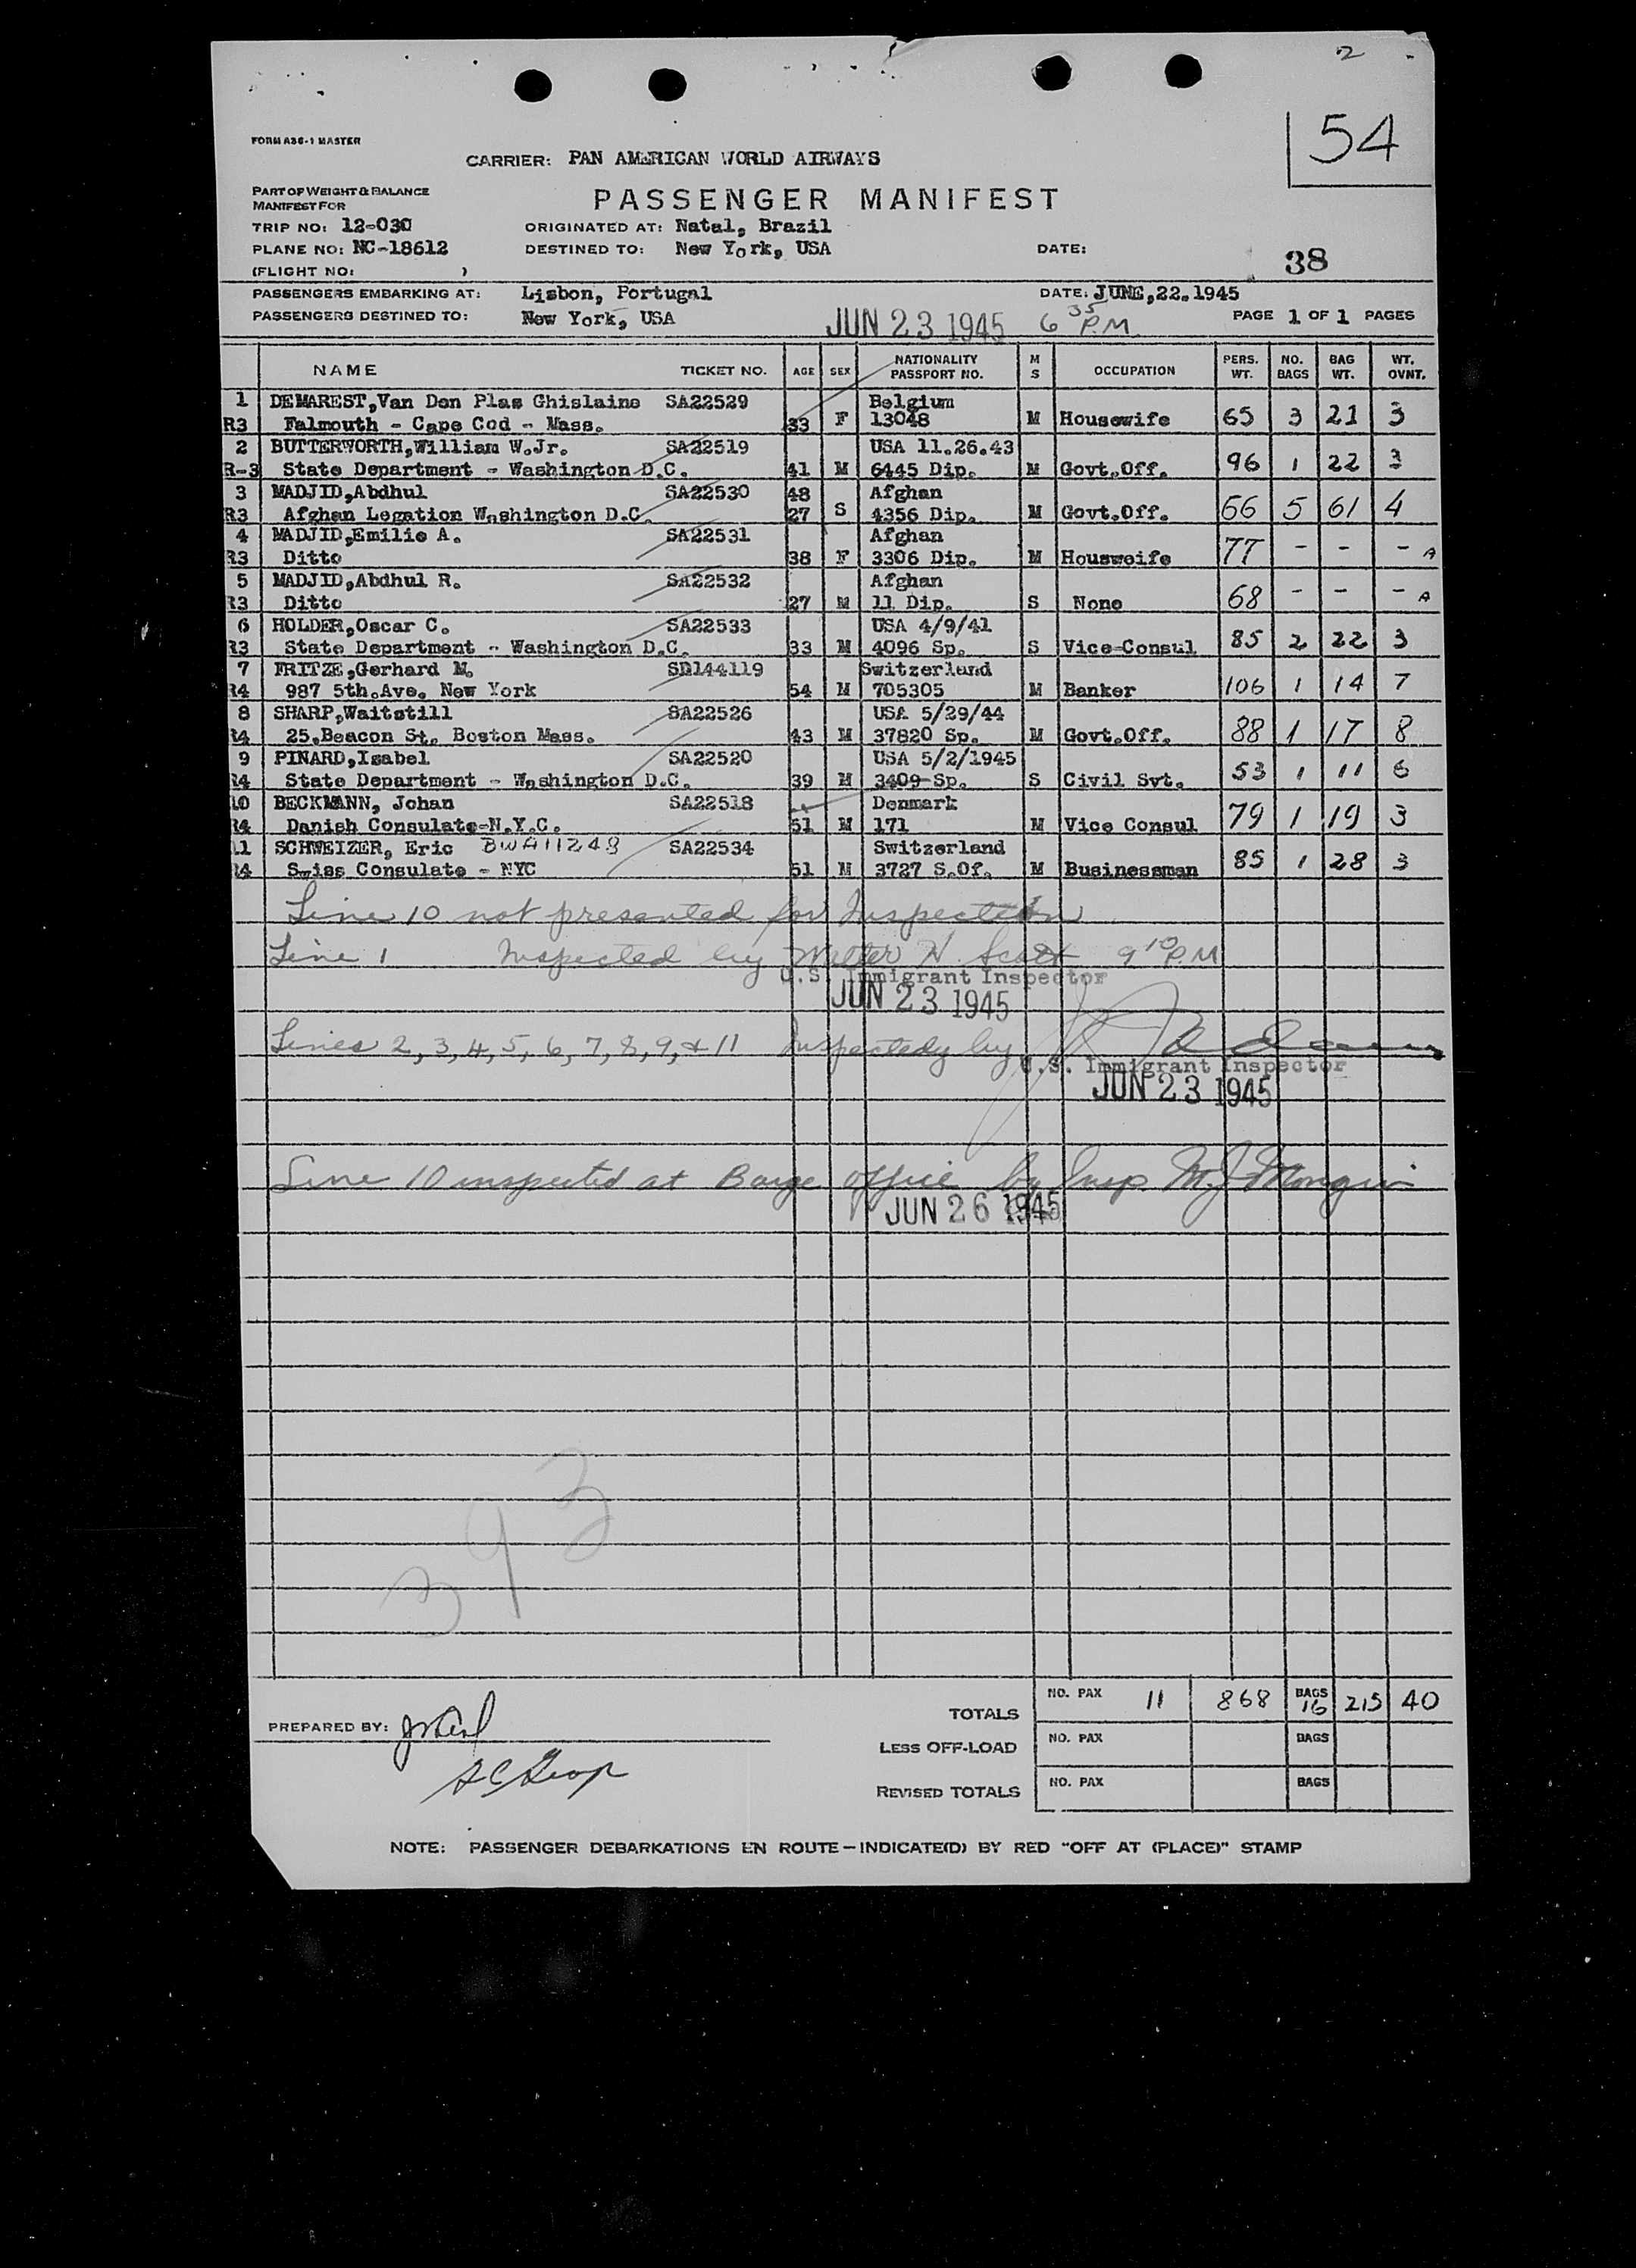 2
54
FORM A36-1 MASTER
CARRIER: PAN AMERICAN WORLD AIRWAYS
PART OF WEIGHT & BALANCE
MANIFEST FOR
PASSENGER MANIFEST
TRIP NO: 12-030 ORIGINATED AT: Natal, Brazil
PLANE NO: NC-18612 DESTINED TO: New York, USA DATE:
(FLIGHT NO: ) 38
PASSENGERS EMBARKING AT: Lisbon, Portugal DATE: JUNE,22.1945
PASSENGERS DESTINED TO: New York, USA JUN 23 1945 6 35 P.M. PAGE 1 OF 1 PAGES
NAME TICKET NO. AGE SEX NATIONALITY PASSPORT NO. M S OCCUPATION PERS. WT. NO. BAGS BAG WT. WT. OVNT.
1 DEMAREST,Van Den Plas Ghislaine SA22529 Belgium
R3 Falmouth - Cape Cod - Mass. 33 F 13048 M Housewife 65 3 21 3
2 BUTTERWORTH,William W.Jr. SA22519 USA 11.26.43
R-3 State Department - Washington D.C. 41 M 6445 Dip. M Govt.Off. 96 1 22 3
3 MADJID,Abdhul SA22530 48 Afghan
R3 Afghan Legation Washington D.C. 27 S 4356 Dip. M Govt.Off. 66 5 61 4
4 MADJID,Emilie A. SA22531 Afghan
R3 Ditto 38 F 3306 Dip. M Housweife 77 - - - A
5 MADJID,Abdhul R. SA22532 Afghan
R3 Ditto 27 M 11 Dip. S None 68 - - - A
6 HOLDER,Oscar C. SA22533 USA 4/9/41
R3 State Department - Washington D.C. 33 M 4096 Sp. S Vice-Consul 85 2 22 3
7 FRITZE,Gerhard M. SD144119 Switzerland
R4 987 5th.Ave. New York 54 M 705305 M Banker 106 1 14 7
8 SHARP,Waitstill SA22526 USA 5/29/44
R4 25.Beacon St. Boston Mass. 43 M 37820 Sp. M Govt.Off. 88 1 17 8
9 PINARD,Isabel SA22520 USA 5/2/1945
R4 State Department - Washington D.C. 39 M 3409-Sp. S Civil Svt. 53 1 11 6
10 BECKMANN, Johan SA22518 Denmark
R4 Danish Consulate-N.Y.C. 51 M 171 M Vice Consul 79 1 19 3
11 SCHWEIZER, Eric BWA11248 SA22534 Switzerland
R4 Swiss Consulate - NYC 51 M 3727 S.Of. M Businessman 85 1 28 3
Line 10 not presented for Inspection
Line 1 Inspected by Walter H. Scott 9 10 P.M
U.S. Immigrant Inspector
JUN 23 1945
Lines 2, 3, 4, 5, 6, 7, 8, 9, & 11 Inspected by
U.S. Immigrant Inspector
JUN 23 1945
Line 10 inspected at Barge office by Insp. M.J.
JUN 26 1945
393
TOTALS NO. PAX 11 868 BAGS 16 215 40
PREPARED BY:
LESS OFF-LOAD NO. PAX BAGS
REVISED TOTALS NO. PAX BAGS
NOTE: PASSENGER DEBARKATIONS EN ROUTE—INDICATE(D) BY RED "OFF AT (PLACE)" STAMP